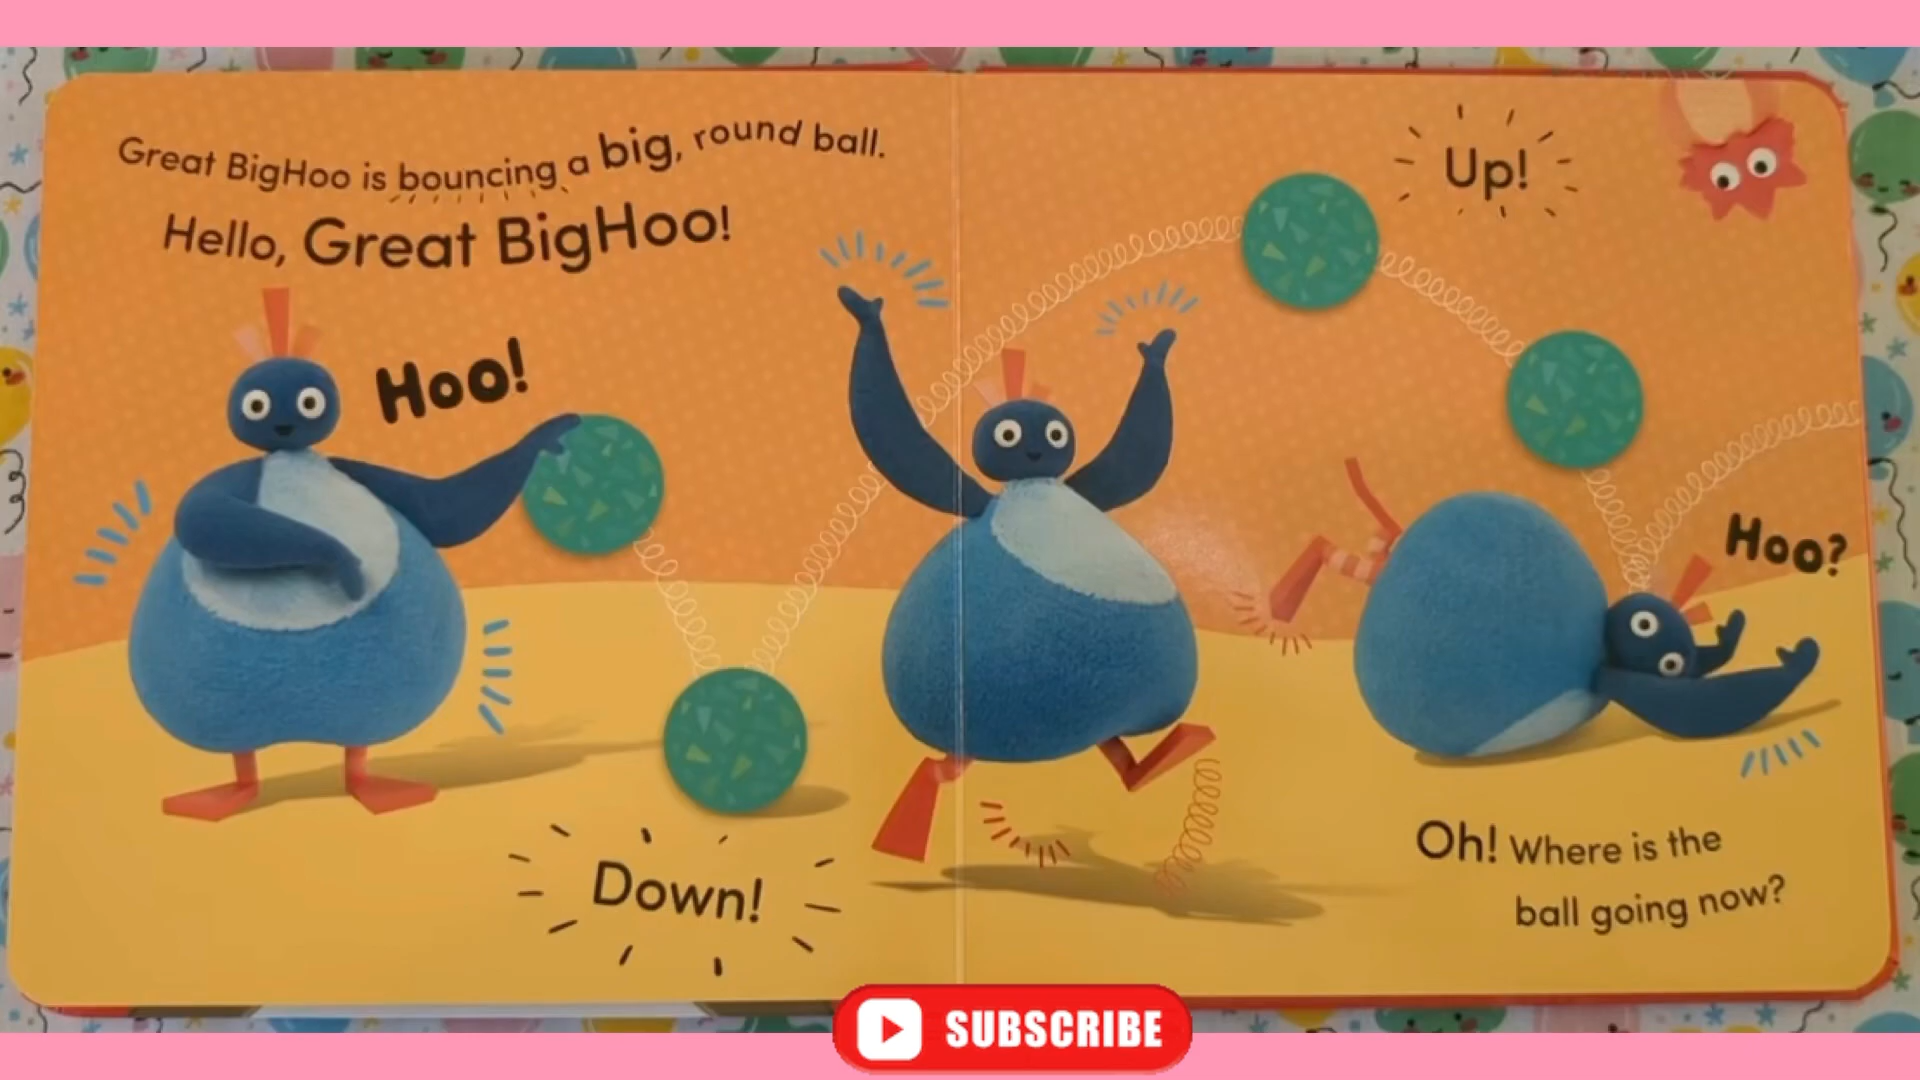 Great BigHoo is bouncing a big, round ball.
Hello, Great BigHoo!
Hoo!
Down!
Up!
Hoo?
Oh! Where is the
ball going now?
SUBSCRIBE